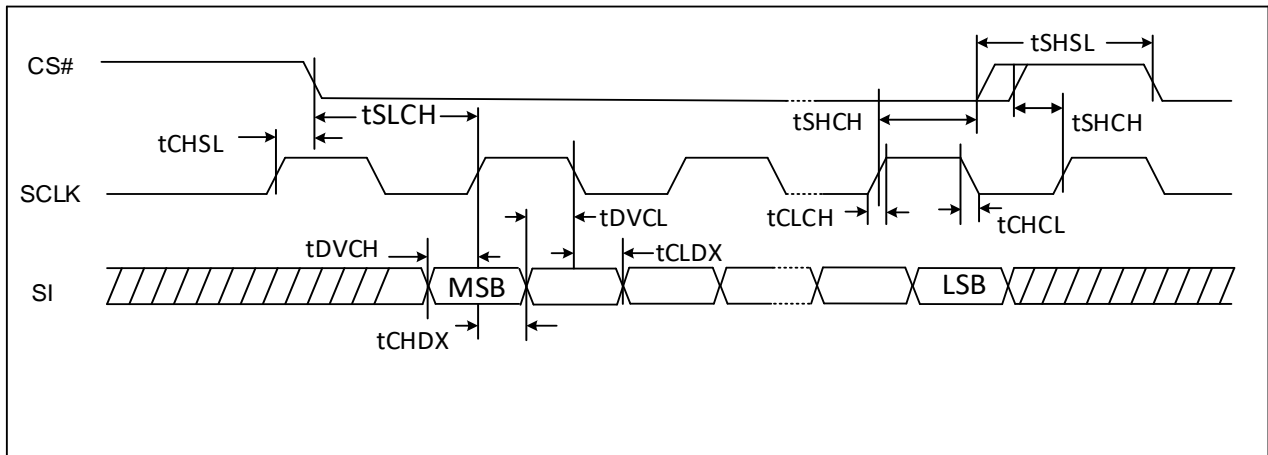 CS#
tSHSL
tSLCH
tSHCH
tSHCH
tCHSL
SCLK
tDVCL
tCLCH
tCHCL
tDVCH
tCLDX
SI
MSB
LSB
tCHDX